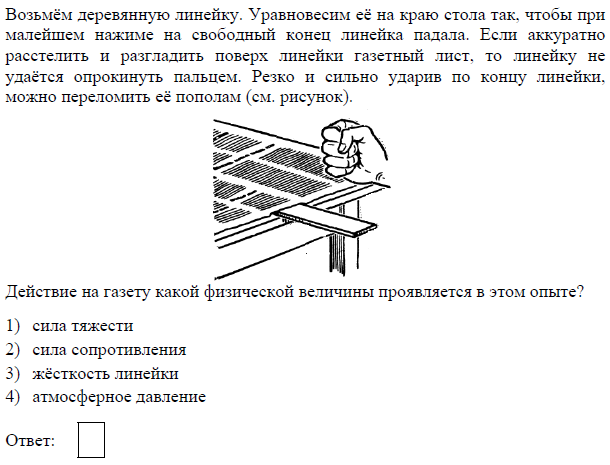 Возьмём деревянную линейку. Уравновесим её на краю стола так, чтобы при
малейшем нажиме на свободный конец линейка падала. Если аккуратно
расстелить и разгладить поверх линейки газетный лист, то линейку не
удаётся опрокинуть пальцем. Резко и сильно ударив по концу линейки,
можно переломить её пополам (см. рисунок).
Действие на газету какой физической величины проявляется в этом опыте?
1) сила тяжести
2) сила сопротивления
3) жёсткость линейки
4) атмосферное давление
Ответ: